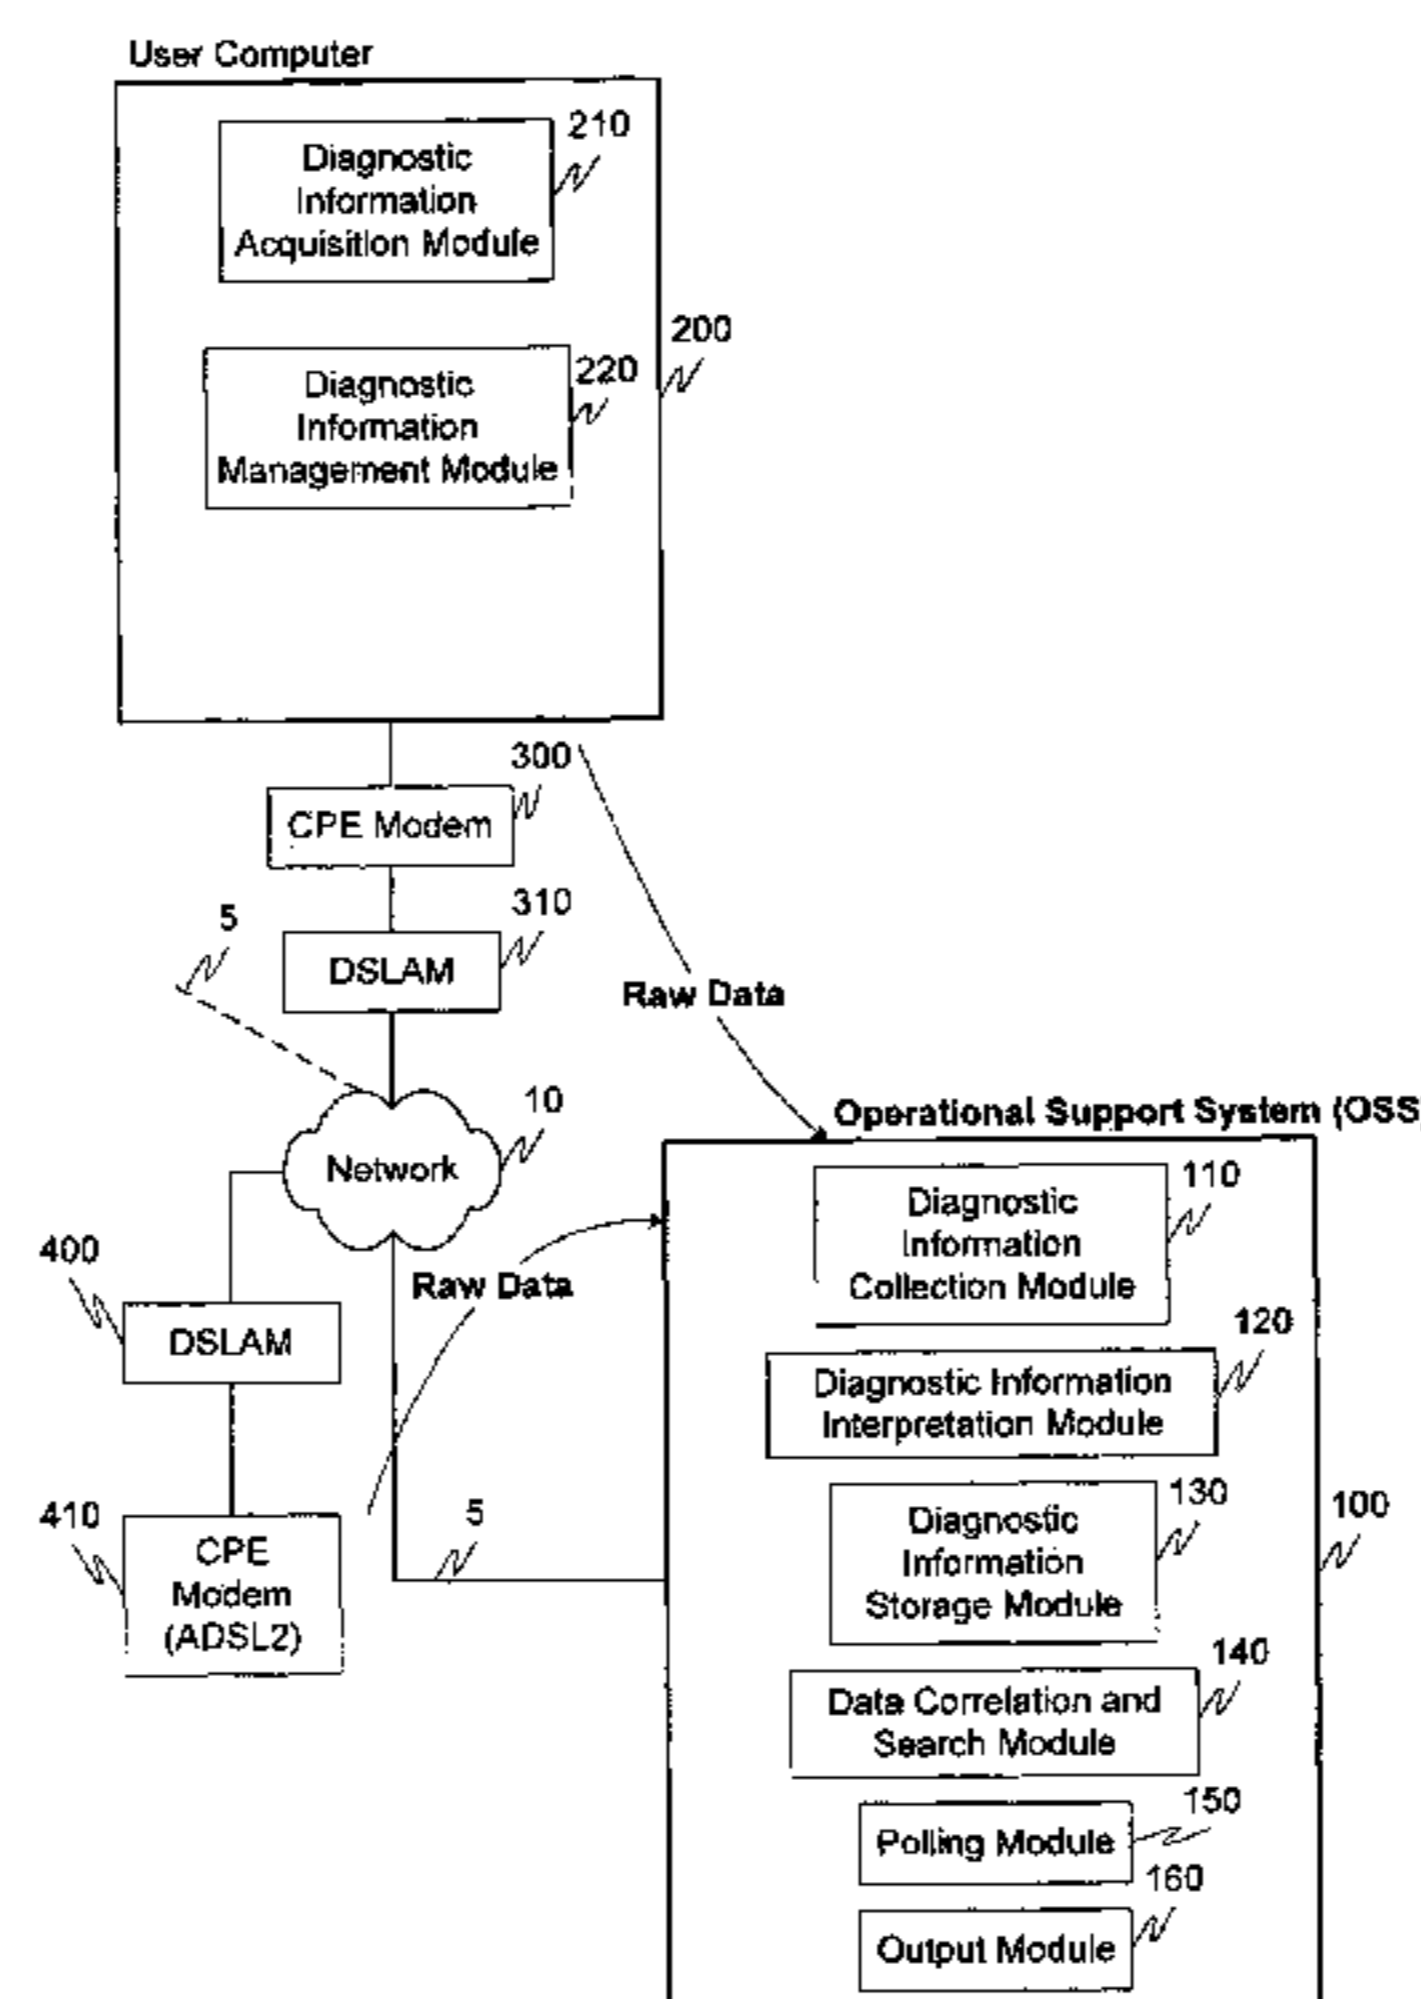 User Computer
210
Diagnostic
Information
Acquisition Module
200
220
Diagnostic
Information
Management Module
300
CPE Modem
310
5
DSLAM
Raw Data
10
Operational Support System (OSS)
Network
110
Diagnostic
Information
Collection Module
400
Raw Data
DSLAM
120
Diagnostic Information
Interpretation Module
130
100
410
5
Diagnostic
Information
Storage Module
CPE
Modem
(ADSL2)
140
Data Correlation and
Search Module
150
Polling Module
160
Output Module